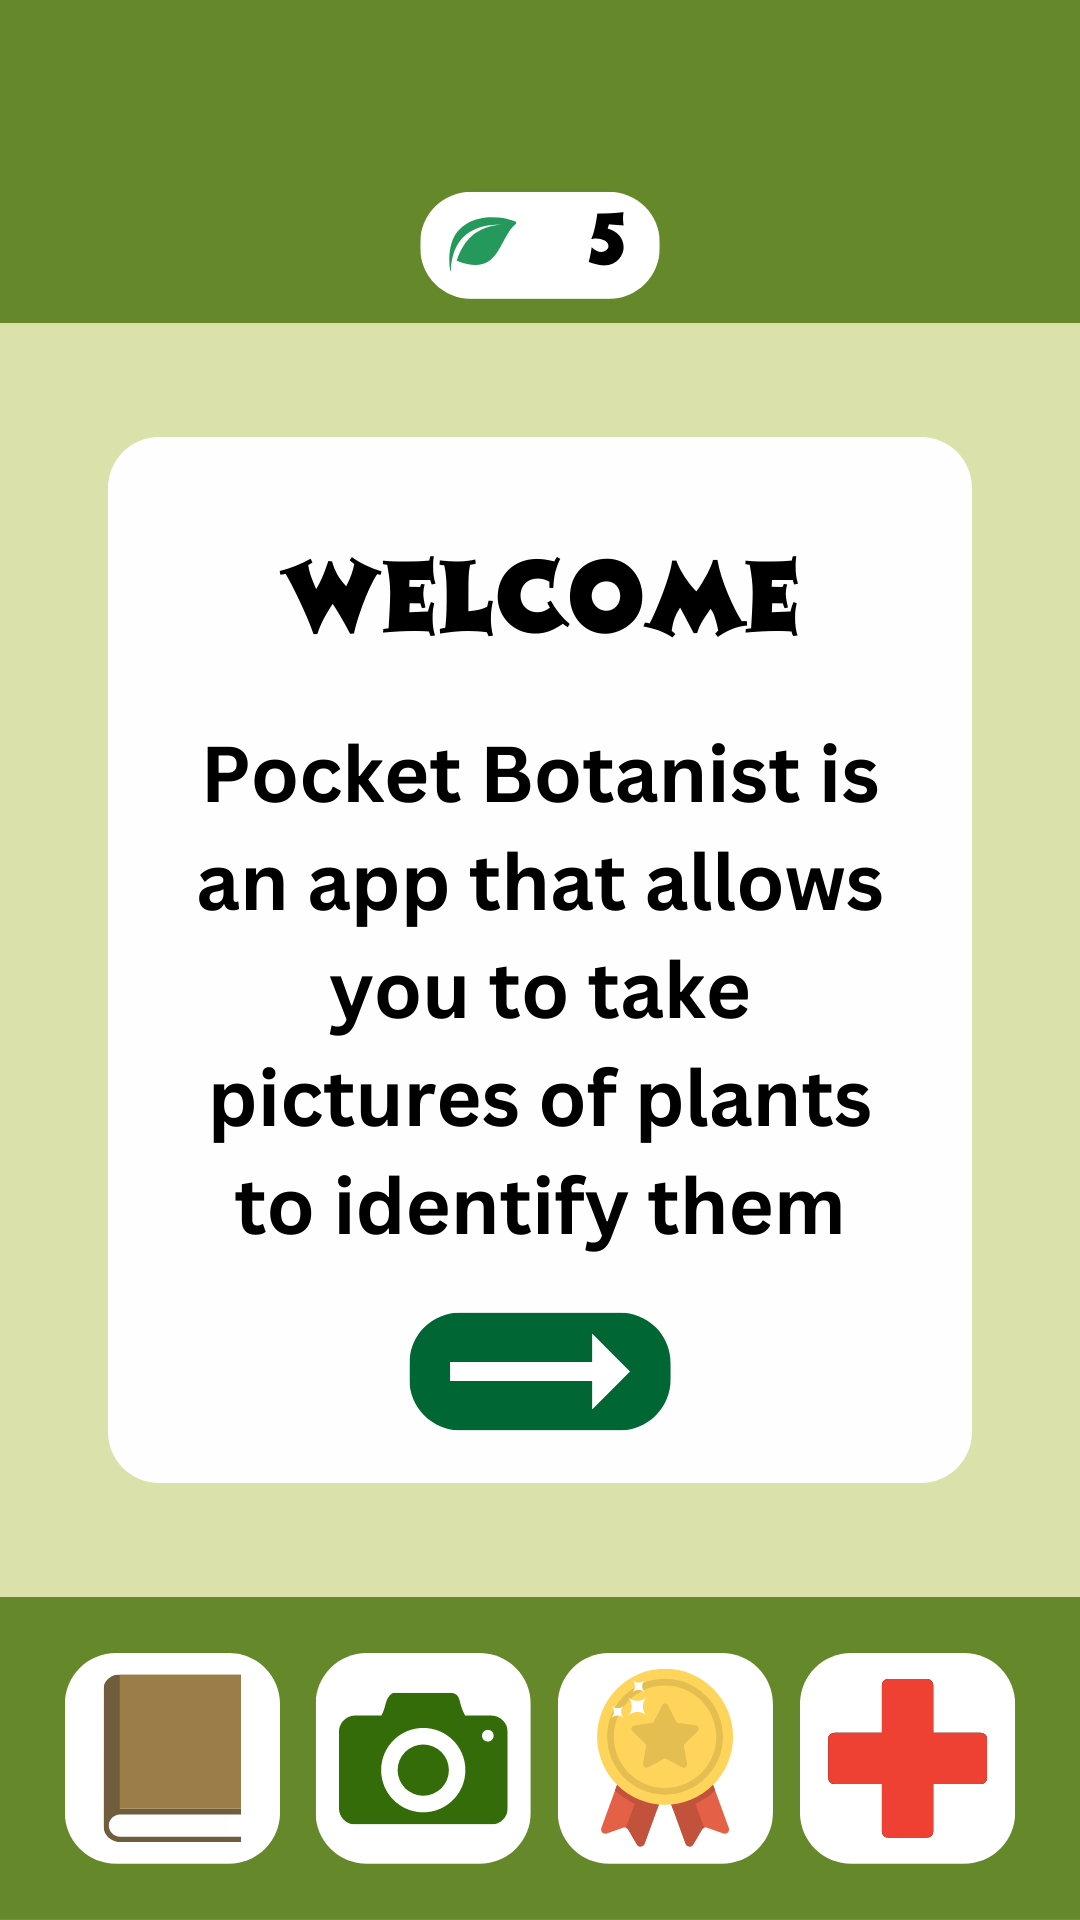 5
WELCOME
Pocket Botanist is
an app that allows
you to take
pictures of plants
to identify them